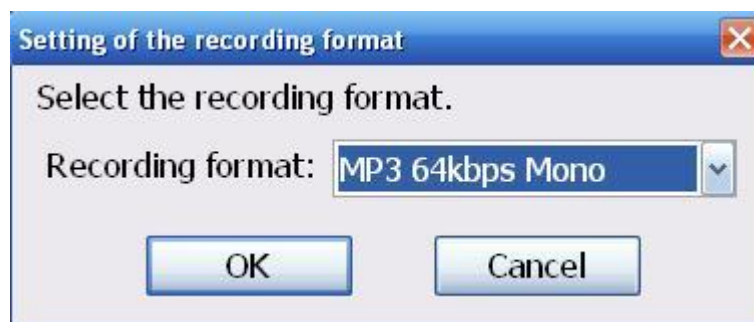 Setting of the recording format
Select the recording format.
Recording format: MP3 64kbps Mono
OK Cancel